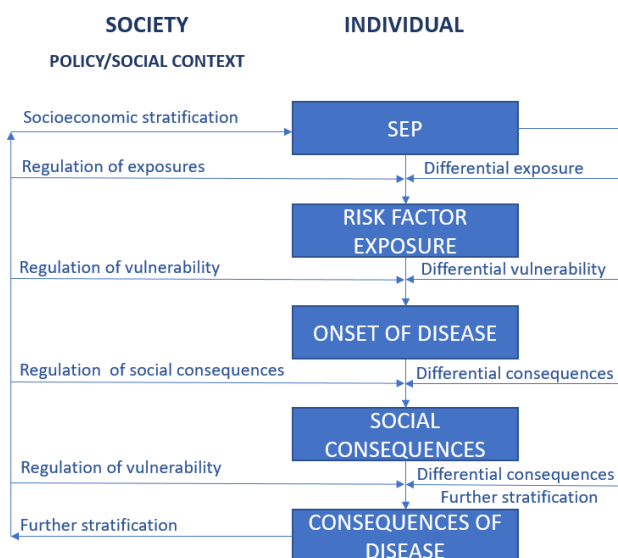 SOCIETY INDIVIDUAL
POLICY/SOCIAL CONTEXT
Socioeconomic stratification
SEP
Regulation of exposures
Differential exposure
RISK FACTOR
EXPOSURE
Regulation of vulnerability
Differential vulnerability
ONSET OF DISEASE
Regulation of social consequences
Differential consequences
SOCIAL
CONSEQUENCES
Regulation of vulnerability
Differential consequences
Further stratification
Further stratification
CONSEQUENCES OF
DISEASE